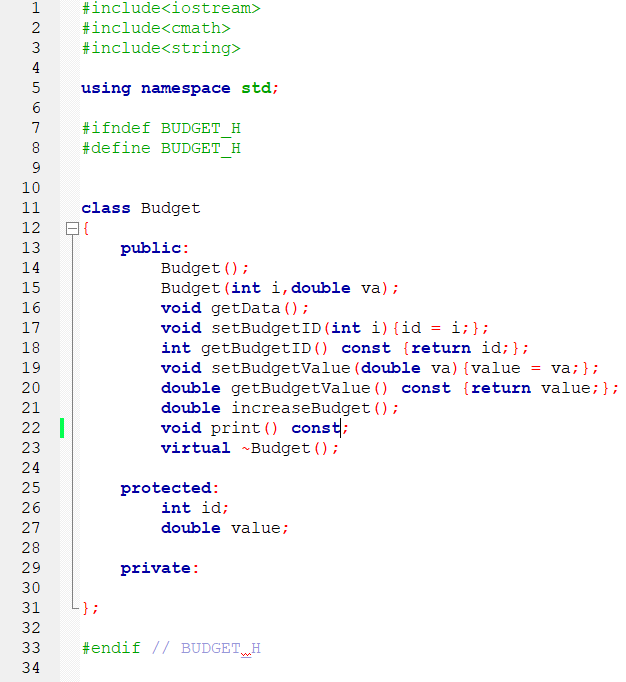 1 #include<iostream>
2 #include<cmath>
3 #include<string>
4
5 using namespace std;
6
7 #ifndef BUDGET_H
8 #define BUDGET_H
9
10
11 class Budget
12 {
13     public:
14         Budget();
15         Budget(int i,double va);
16         void getData();
17         void setBudgetID(int i){id = i;};
18         int getBudgetID() const {return id;};
19         void setBudgetValue(double va){value = va;};
20         double getBudgetValue() const {return value;};
21         double increaseBudget();
22         void print() const;
23         virtual ~Budget();
24
25     protected:
26         int id;
27         double value;
28
29     private:
30
31 };
32
33 #endif // BUDGET_H
34